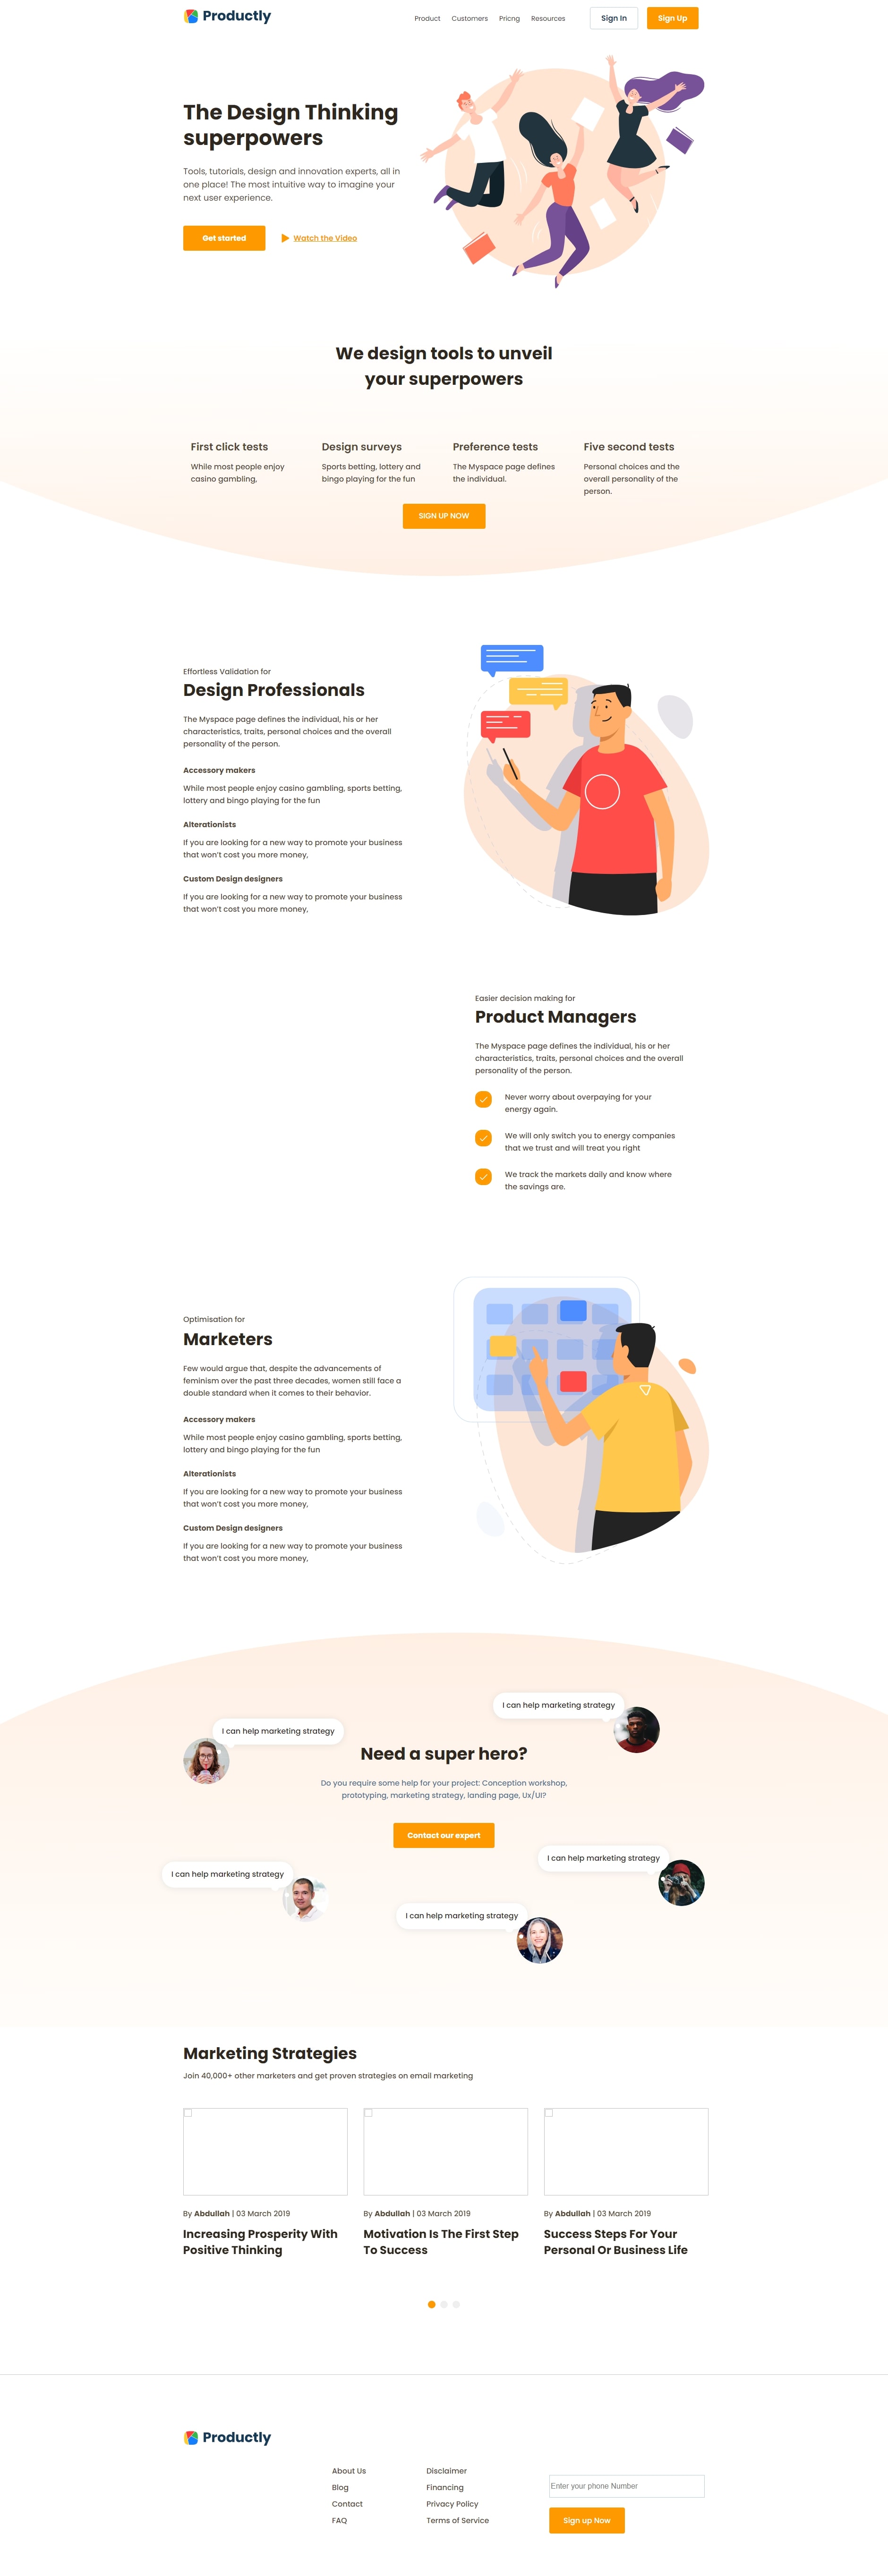 Productly
Product Customers Pricng Resources Sign In Sign Up
The Design Thinking
superpowers
Tools, tutorials, design and innovation experts, all in
one place! The most intuitive way to imagine your
next user experience.
Get started Watch the Video
We design tools to unveil
your superpowers
First click tests
While most people enjoy
casino gambling,
Design surveys
Sports betting, lottery and
bingo playing for the fun
Preference tests
The Myspace page defines
the individual.
Five second tests
Personal choices and the
overall personality of the
person.
SIGN UP NOW
Effortless Validation for
Design Professionals
The Myspace page defines the individual, his or her
characteristics, traits, personal choices and the overall
personality of the person.
Accessory makers
While most people enjoy casino gambling, sports betting,
lottery and bingo playing for the fun
Alterationists
If you are looking for a new way to promote your business
that won't cost you more money,
Custom Design designers
If you are looking for a new way to promote your business
that won't cost you more money,
Easier decision making for
Product Managers
The Myspace page defines the individual, his or her
characteristics, traits, personal choices and the overall
personality of the person.
Never worry about overpaying for your
energy again.
We will only switch you to energy companies
that we trust and will treat you right
We track the markets daily and know where
the savings are.
Optimisation for
Marketers
Few would argue that, despite the advancements of
feminism over the past three decades, women still face a
double standard when it comes to their behavior.
Accessory makers
While most people enjoy casino gambling, sports betting,
lottery and bingo playing for the fun
Alterationists
If you are looking for a new way to promote your business
that won't cost you more money,
Custom Design designers
If you are looking for a new way to promote your business
that won't cost you more money,
I can help marketing strategy
I can help marketing strategy
Need a super hero?
Do you require some help for your project: Conception workshop,
prototyping, marketing strategy, landing page, Ux/UI?
Contact our expert
I can help marketing strategy
I can help marketing strategy
I can help marketing strategy
Marketing Strategies
Join 40,000+ other marketers and get proven strategies on email marketing
By Abdullah | 03 March 2019
Increasing Prosperity With
Positive Thinking
By Abdullah | 03 March 2019
Motivation Is The First Step
To Success
By Abdullah | 03 March 2019
Success Steps For Your
Personal Or Business Life
Productly
About Us
Blog
Contact
FAQ
Disclaimer
Financing
Privacy Policy
Terms of Service
Enter your phone Number
Sign up Now